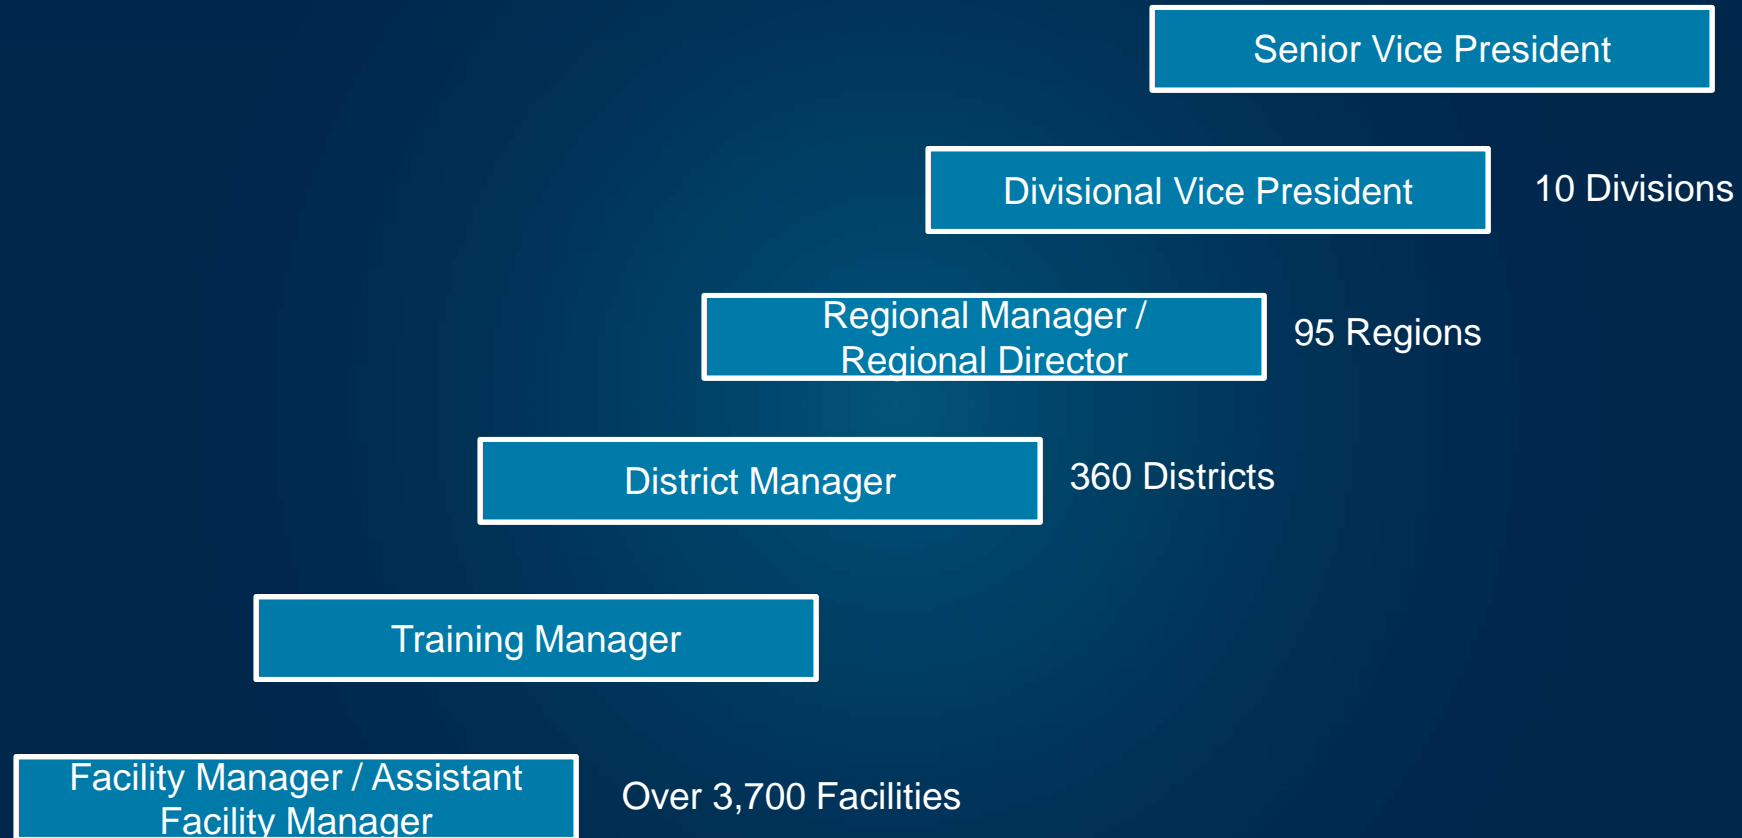 Senior Vice President
Divisional Vice President
10 Divisions
Regional Manager /
Regional Director
95 Regions
District Manager
360 Districts
Training Manager
Facility Manager / Assistant
Facility Manager
Over 3,700 Facilities